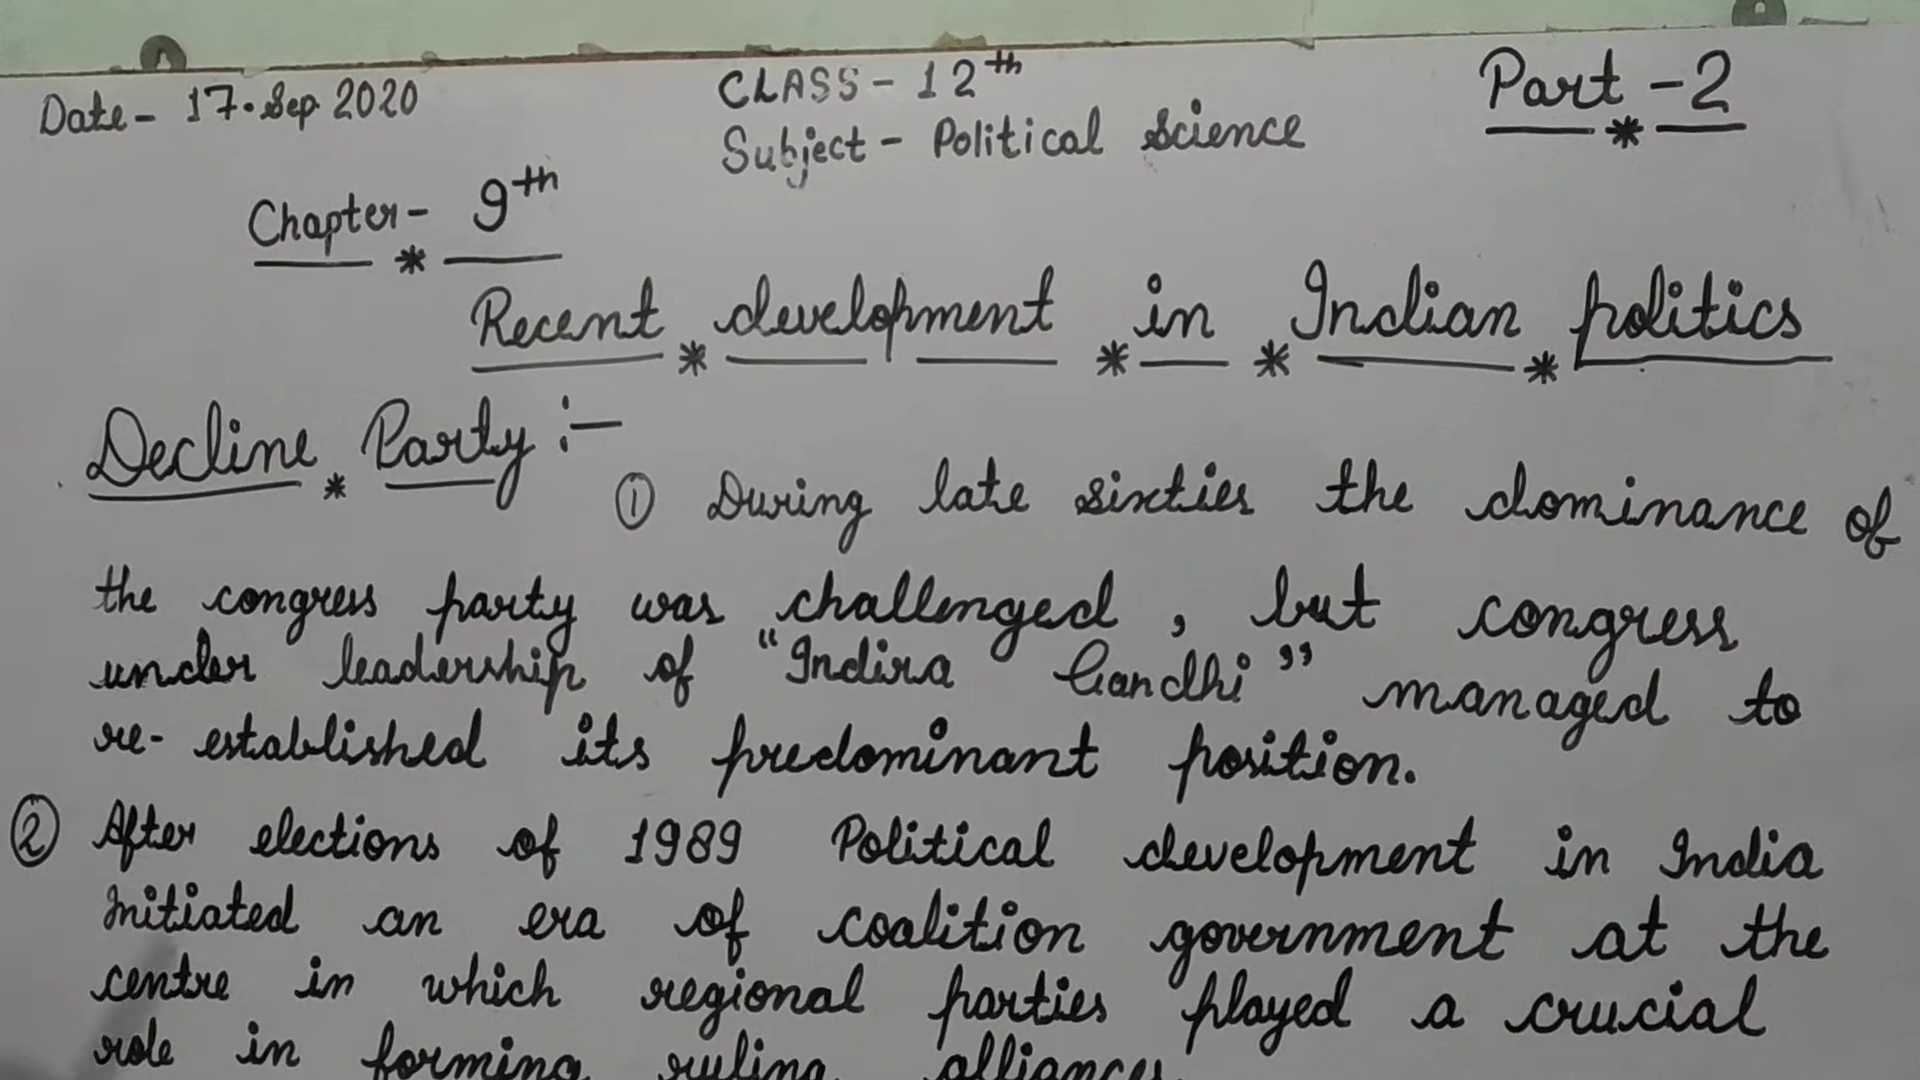 Date- 17. Sep 2020
CLASS - 12th
Part - 2
Subject - Political Science
Chapter- 9th
Recent development in Indian politics
Decline Party :-
① During late sixties the dominance of
the congress party was challenged, but congress
under leadership of "Indira Gandhi" managed to
re-established its predominant position.
② After elections of 1989 Political development in India
Initiated an era of coalition government at the
centre in which regional parties played a crucial
role in forming ruling alliances